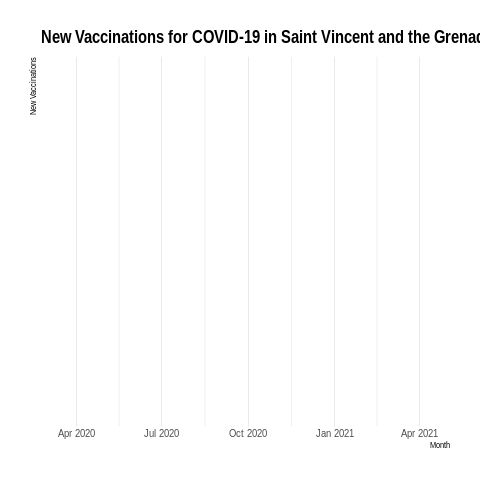 New Vaccinations for COVID-19 in Saint Vincent and the Grenad
New Vaccinations
Apr 2020 Jul 2020 Oct 2020 Jan 2021 Apr 2021
Month